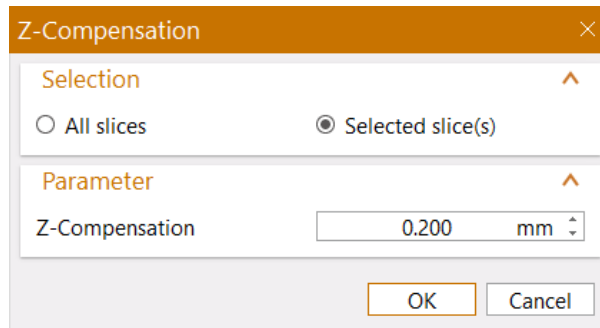 Z-Compensation
Selection
All slices Selected slice(s)
Parameter
Z-Compensation 0.200 mm
OK Cancel